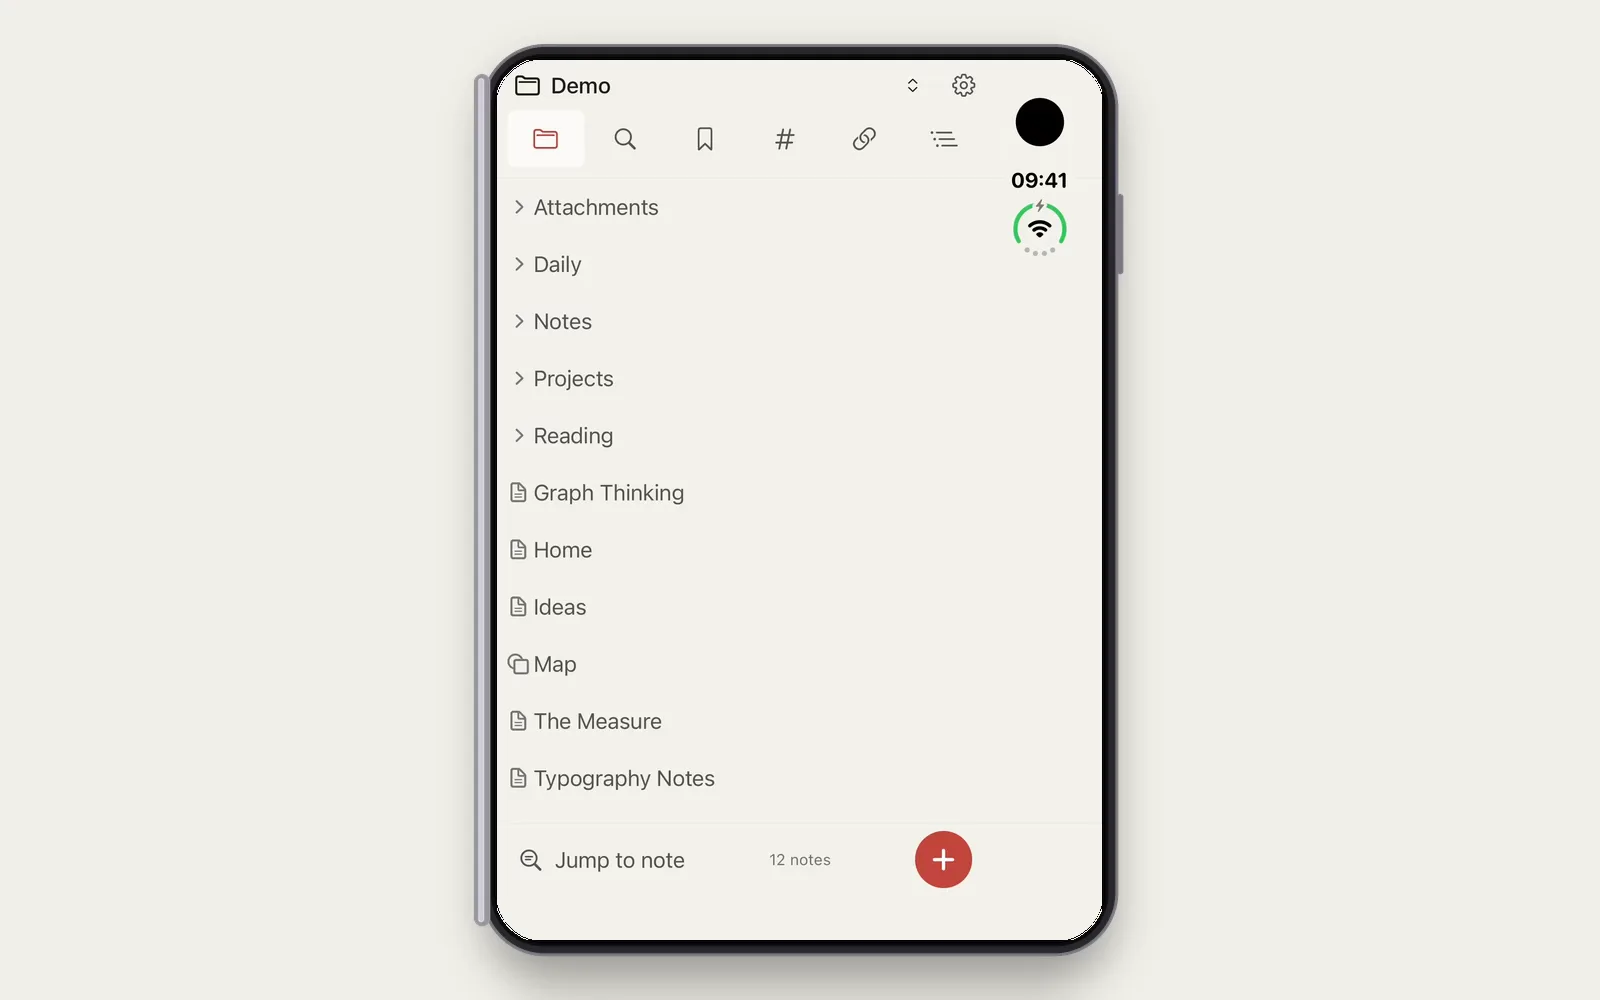 Demo
09:41
Attachments
Daily
Notes
Projects
Reading
Graph Thinking
Home
Ideas
Map
The Measure
Typography Notes
Jump to note
12 notes